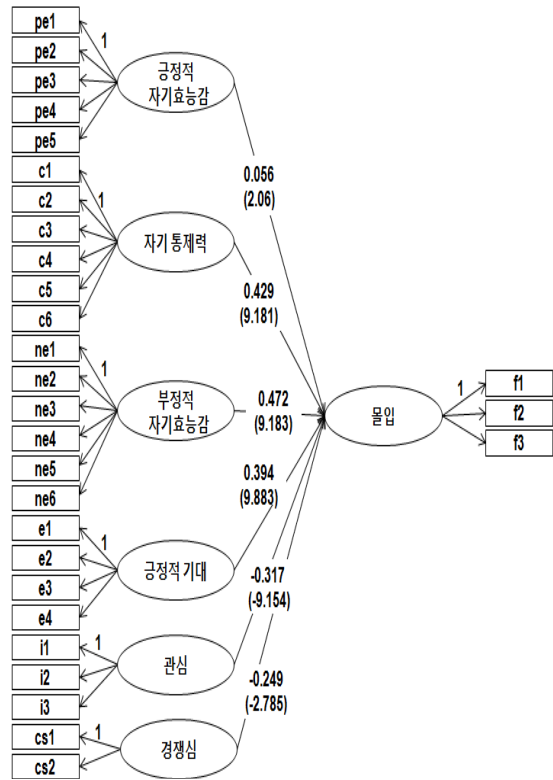 pe1
pe2
pe3
pe4
pe5
1
긍정적
자기효능감
0.056
(2.06)
c1
c2
c3
c4
c5
c6
1
자기 통제력
0.429
(9.181)
ne1
ne2
ne3
ne4
ne5
ne6
1
부정적
자기효능감
0.472
(9.183)
e1
e2
e3
e4
1
긍정적 기대
0.394
(9.883)
i1
i2
i3
1
관심
-0.317
(-9.154)
cs1
cs2
1
경쟁심
-0.249
(-2.785)
몰입
1
f1
f2
f3